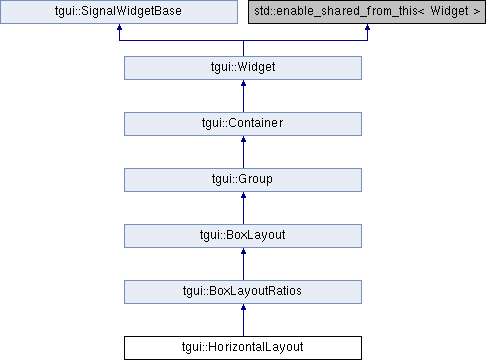 tgui::SignalWidgetBase
std::enable_shared_from_this< Widget >
tgui::Widget
tgui::Container
tgui::Group
tgui::BoxLayout
tgui::BoxLayoutRatios
tgui::HorizontalLayout